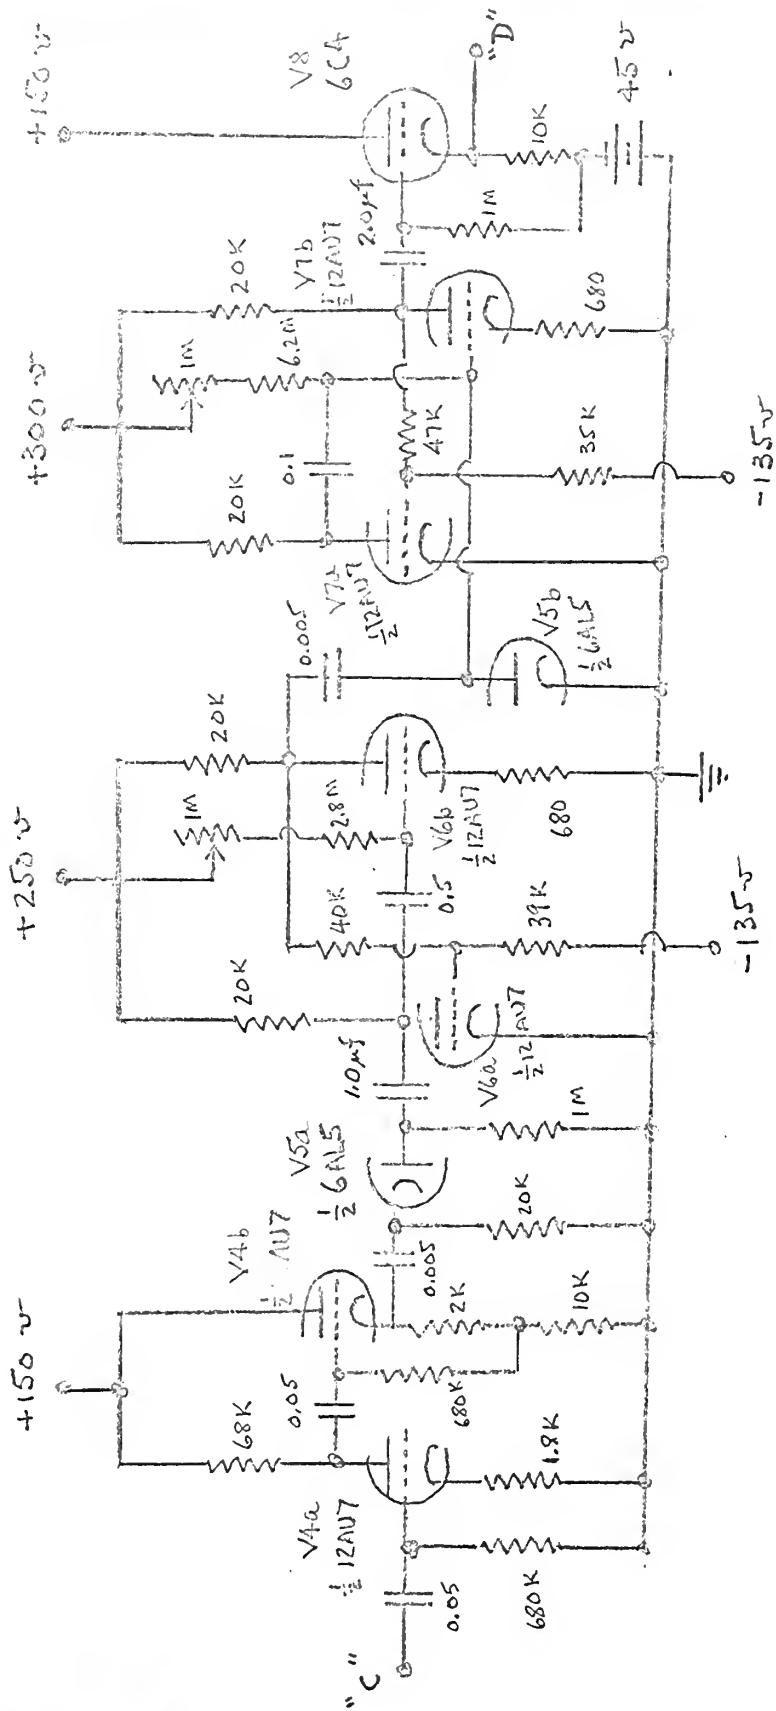 +150 v
+250 v
+300 v
+150 v
68K
20K
1M
20K
20K
1M
20K
2.8M
6.2M
40K
0.005
0.1
V4a
½ 12AU7
0.05
V4b
½
V5a
½ 6AL5
1.0 µf
0.5
V7a
½ 12AU7
47K
V7b
½ 12AU7
2.0 µf
V8
6C4
"C"
0.05
680K
0.005
V6a
½ 12AU7
V6b
½ 12AU7
V5b
½ 6AL5
1M
"D"
680K
1.8K
2K
10K
20K
1M
39K
680
35K
680
10K
45 v
-135 v
-135 v